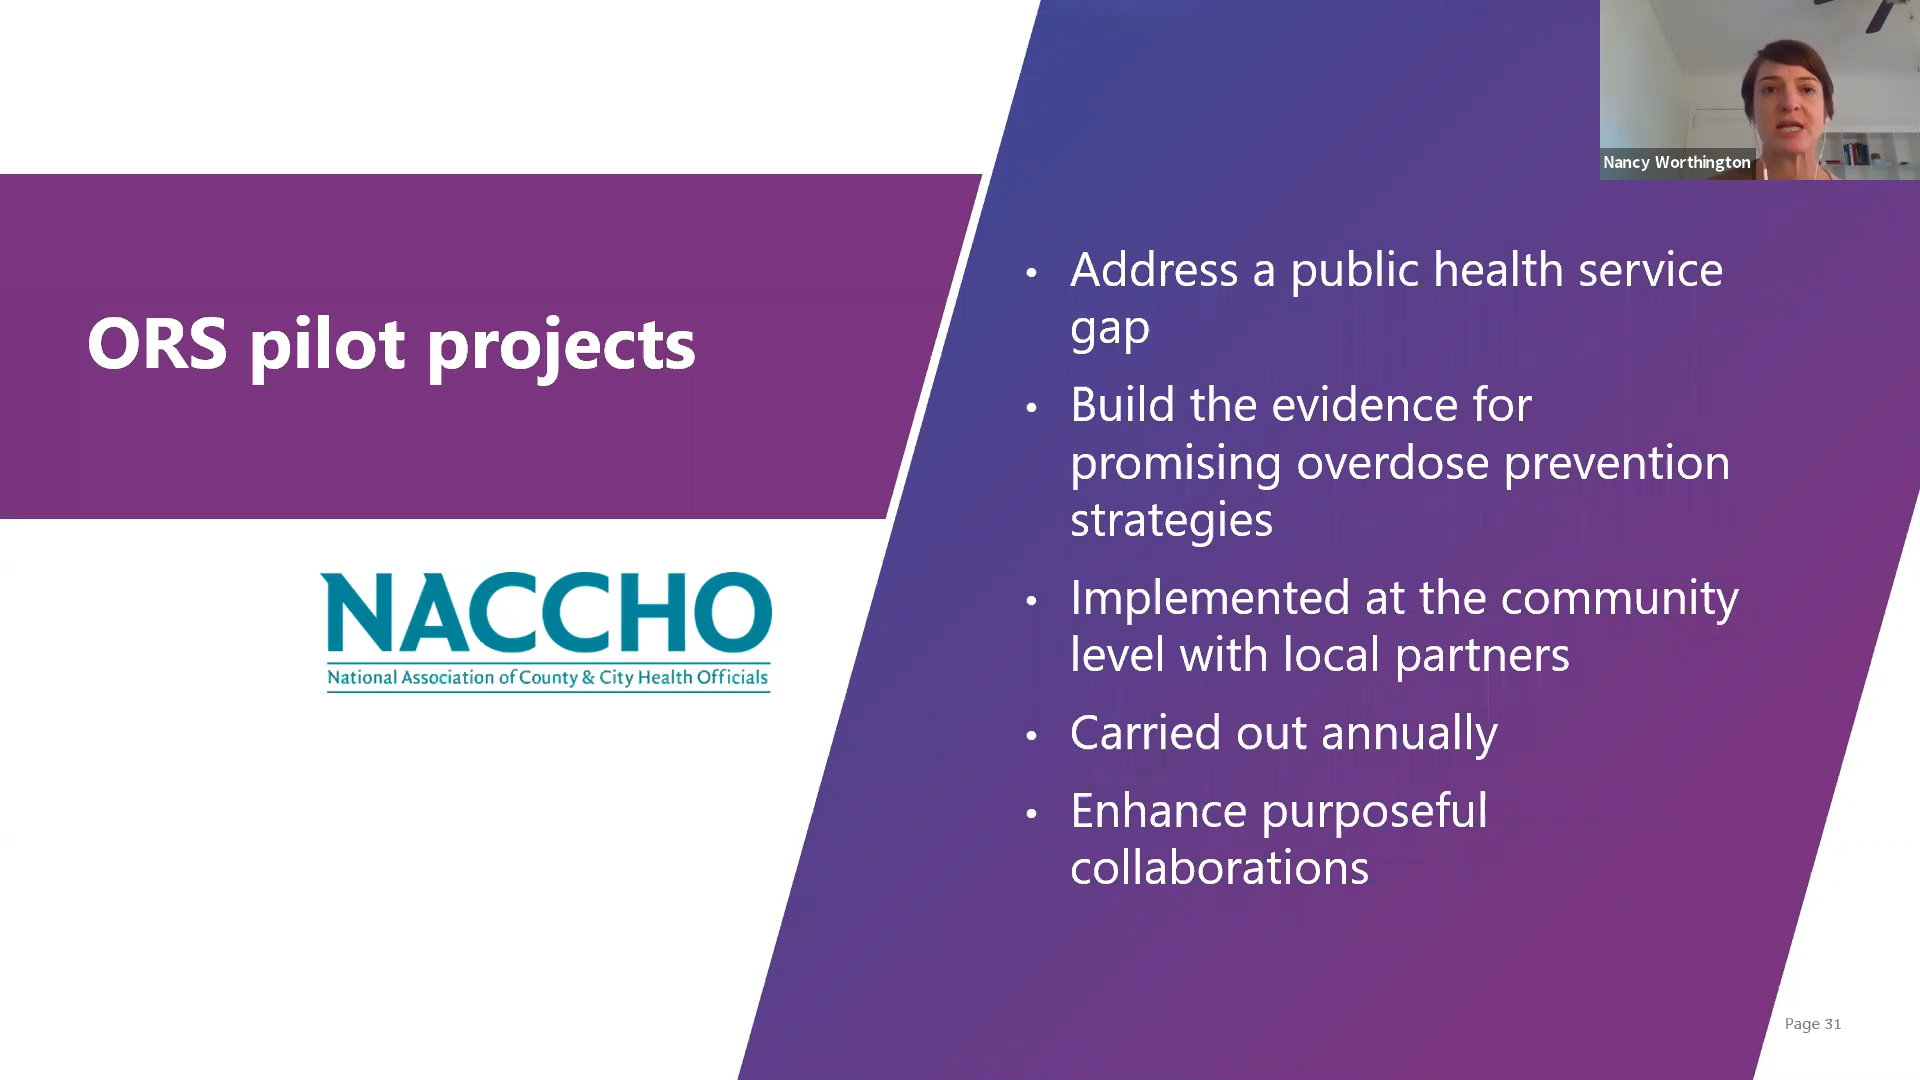 Nancy Worthington
ORS pilot projects
NACCHO
National Association of County & City Health Officials
• Address a public health service
gap
• Build the evidence for
promising overdose prevention
strategies
• Implemented at the community
level with local partners
• Carried out annually
• Enhance purposeful
collaborations
Page 31